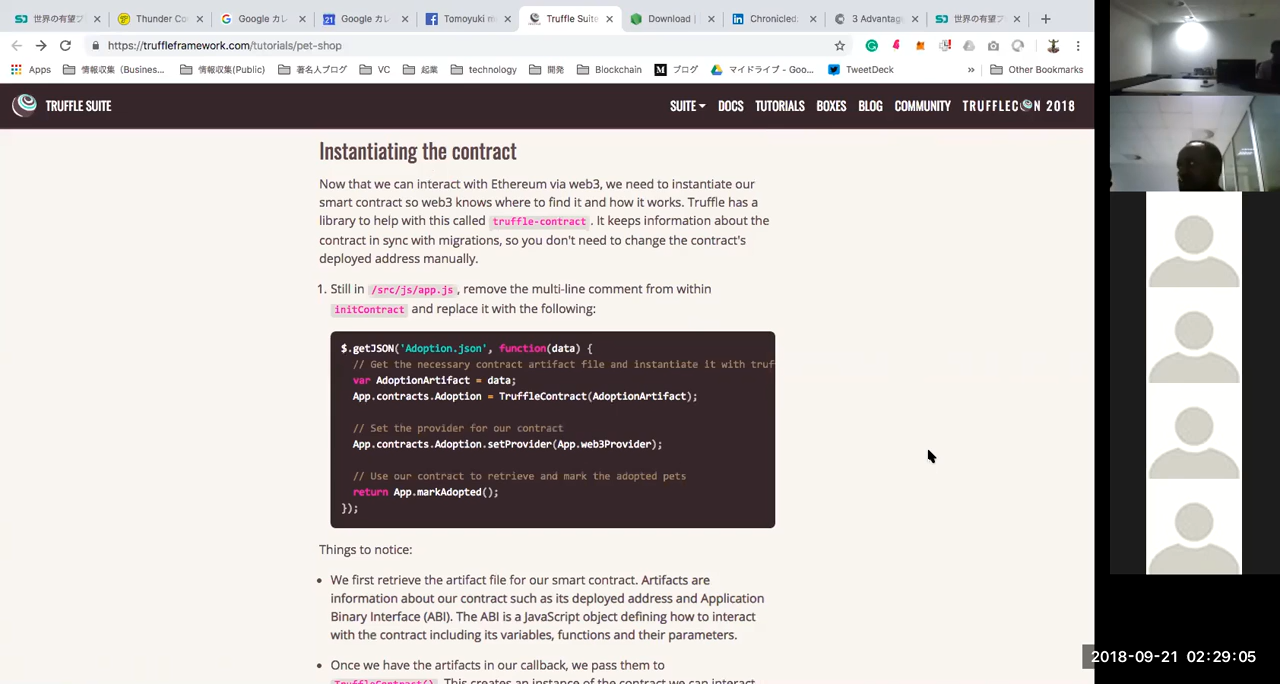 世界の有望プ
Thunder Co
Google カレ
Google カレ
Tomoyuki m
Truffle Suite
Download |
Chronicled:
3 Advantag
世界の有望プ
https://truffleframework.com/tutorials/pet-shop
Apps
情報収集（Busines...
情報収集(Public)
著名人ブログ
VC
起業
technology
開発
Blockchain
ブログ
マイドライブ - Goo...
TweetDeck
»
Other Bookmarks
TRUFFLE SUITE
SUITE
DOCS
TUTORIALS
BOXES
BLOG
COMMUNITY
TRUFFLECON 2018
Instantiating the contract
Now that we can interact with Ethereum via web3, we need to instantiate our
smart contract so web3 knows where to find it and how it works. Truffle has a
library to help with this called truffle-contract. It keeps information about the
contract in sync with migrations, so you don't need to change the contract's
deployed address manually.
1. Still in /src/js/app.js, remove the multi-line comment from within
initContract and replace it with the following:
$.getJSON('Adoption.json', function(data) {
// Get the necessary contract artifact file and instantiate it with truf
var AdoptionArtifact = data;
App.contracts.Adoption = TruffleContract(AdoptionArtifact);
// Set the provider for our contract
App.contracts.Adoption.setProvider(App.web3Provider);
// Use our contract to retrieve and mark the adopted pets
return App.markAdopted();
});
Things to notice:
• We first retrieve the artifact file for our smart contract. Artifacts are
information about our contract such as its deployed address and Application
Binary Interface (ABI). The ABI is a JavaScript object defining how to interact
with the contract including its variables, functions and their parameters.
• Once we have the artifacts in our callback, we pass them to
TruffleContract(). This creates an instance of the contract we can interact
2018-09-21 02:29:05